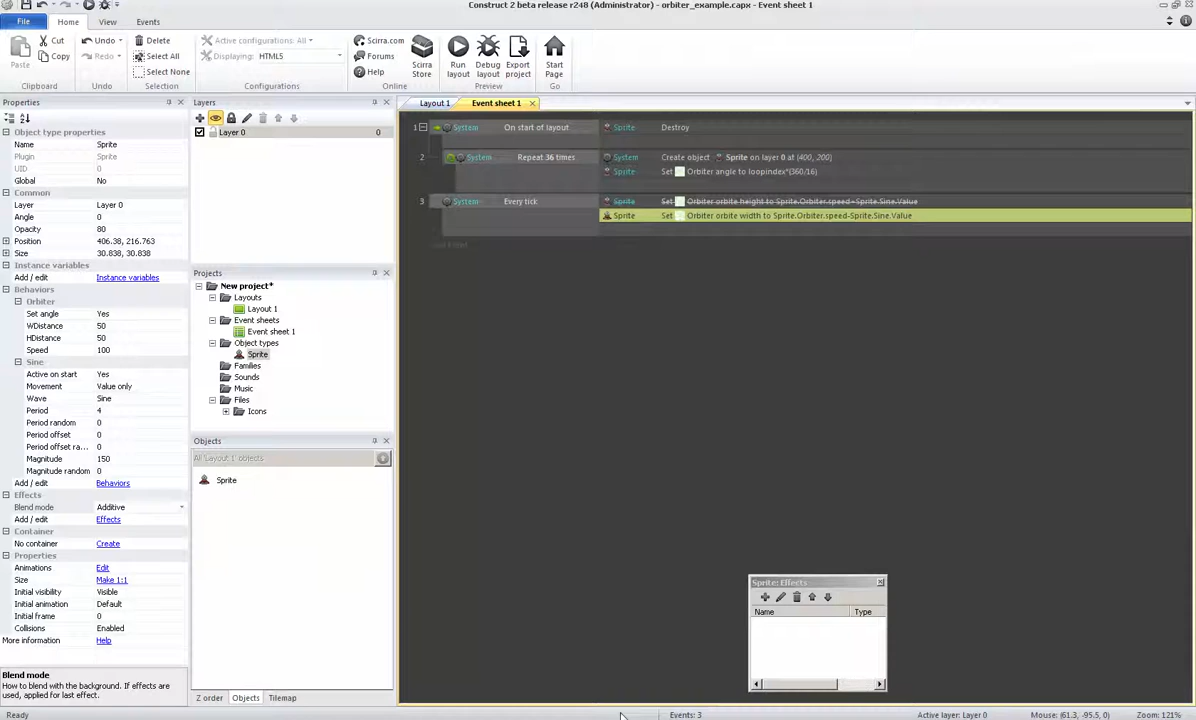 Construct 2 beta release r248 (Administrator) - orbiter_example.capx - Event sheet 1
File Home View Events
Paste Cut Copy Clipboard
Undo Redo Undo
Delete Select All Select None Selection
Active configurations: All
Displaying: HTML5
Configurations
Scirra.com Forums Help Scirra Store Online
Run layout Debug layout Export project Preview
Start Page Go
Properties
Object type properties
Name Sprite
Plugin Sprite
UID 0
Global No
Common
Layer Layer 0
Angle 0
Opacity 80
Position 406.38, 216.763
Size 30.838, 30.838
Instance variables
Add / edit Instance variables
Behaviors
Orbiter
Set angle Yes
WDistance 50
HDistance 50
Speed 100
Sine
Active on start Yes
Movement Value only
Wave Sine
Period 4
Period random 0
Period offset 0
Period offset ra... 0
Magnitude 150
Magnitude random 0
Add / edit Behaviors
Effects
Blend mode Additive
Add / edit Effects
Container
No container Create
Properties
Animations Edit
Size Make 1:1
Initial visibility Visible
Initial animation Default
Initial frame 0
Collisions Enabled
More information Help
Blend mode
How to blend with the background. If effects are used, applied for last effect.
Layers
Layer 0 0
Projects
New project*
Layouts
Layout 1
Event sheets
Event sheet 1
Object types
Sprite
Families
Sounds
Music
Files
Icons
Objects
All 'Layout 1' objects
Sprite
Z order Objects Tilemap
Layout 1 Event sheet 1
1 System On start of layout Sprite Destroy
2 System Repeat 36 times System Create object Sprite on layer 0 at (400, 200)
Sprite Set Orbiter angle to loopindex*(360/16)
3 System Every tick Sprite Set Orbiter orbite height to Sprite.Orbiter.speed+Sprite.Sine.Value
Sprite Set Orbiter orbite width to Sprite.Orbiter.speed-Sprite.Sine.Value
Sprite: Effects
Name Type
Ready Events: 3 Active layer: Layer 0 Mouse: (61.3, -95.5, 0) Zoom: 121%